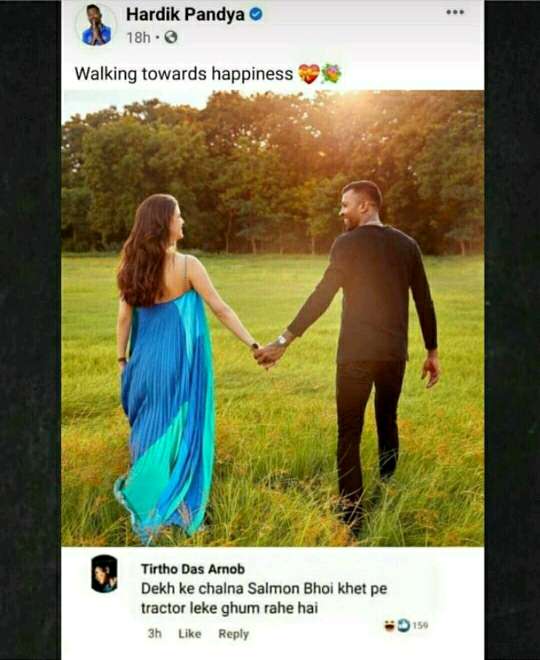 Hardik Pandya
18h
Walking towards happiness 💝💐
Tirtho Das Arnob
Dekh ke chalna Salmon Bhoi khet pe
tractor leke ghum rahe hai
3h Like Reply
159